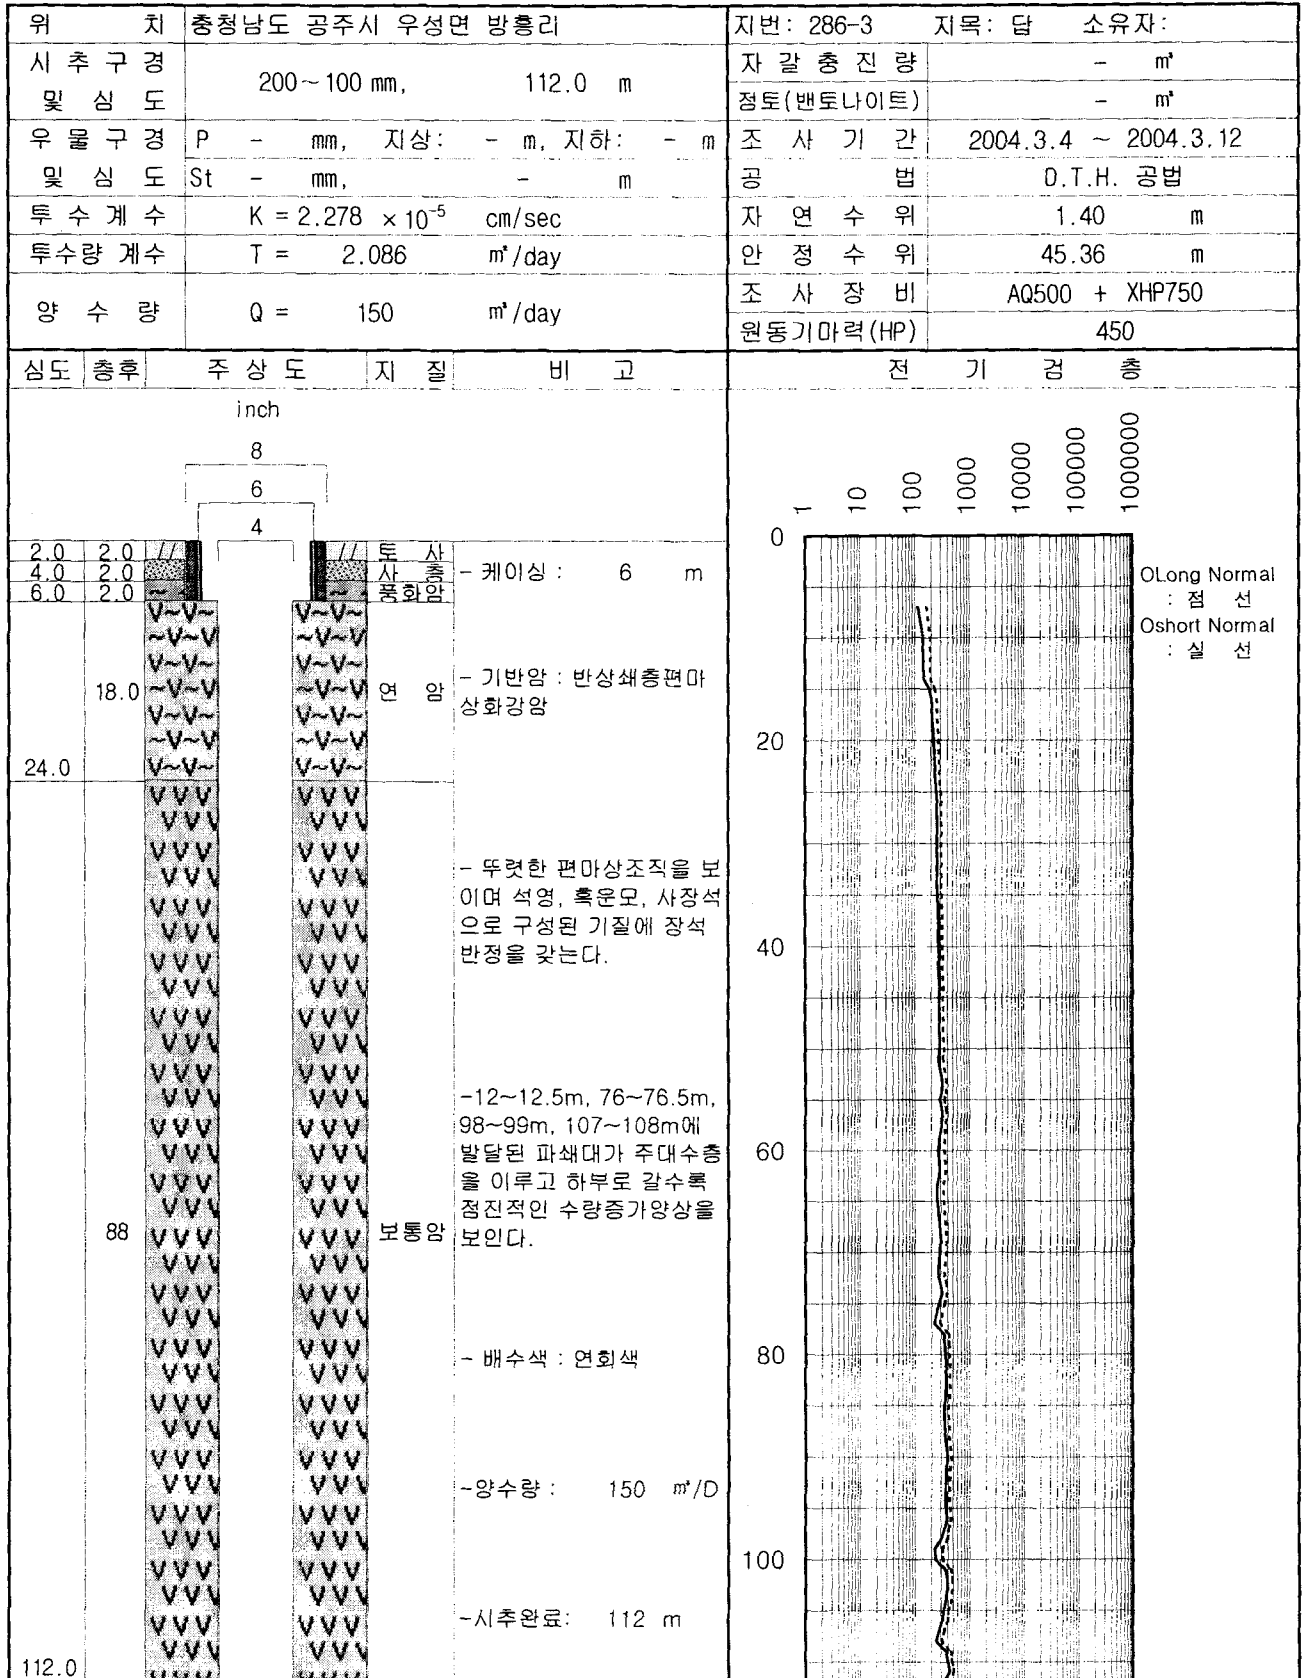 위 치 충청남도 공주시 우성면 방흥리 지번: 286-3 지목: 답 소유자:
시 추 구 경 및 심 도 200~100 mm, 112.0 m
자 갈 충 진 량 - ㎥
점토(밴토나이트) - ㎥
우 물 구 경 및 심 도 P - mm, 지상: - m, 지하: - m
St - mm, - m
조 사 기 간 2004.3.4 ~ 2004.3.12
공 법 D.T.H. 공법
투 수 계 수 K = 2.278 ×10⁻⁵ cm/sec
자 연 수 위 1.40 m
투수량 계수 T = 2.086 ㎡/day
안 정 수 위 45.36 m
양 수 량 Q = 150 ㎥/day
조 사 장 비 AQ500 + XHP750
원동기마력(HP) 450
심도 층후 주 상 도 지 질 비 고 전 기 검 층
inch
8
6
4
2.0 2.0 토 사
4.0 2.0 사 층
6.0 2.0 풍화암
- 케이싱 : 6 m
18.0 연 암
- 기반암 : 반상쇄층편마
상화강암
24.0
- 뚜렷한 편마상조직을 보
이며 석영, 흑운모, 사장석
으로 구성된 기질에 장석
반정을 갖는다.
-12~12.5m, 76~76.5m,
98~99m, 107~108m에
발달된 파쇄대가 주대수층
을 이루고 하부로 갈수록
점진적인 수량증가양상을
보인다.
88 보통암
- 배수색 : 연회색
-양수량 : 150 ㎥/D
-시추완료: 112 m
112.0
1 10 100 1000 10000 100000 1000000
0
20
40
60
80
100
OLong Normal
: 점 선
Oshort Normal
: 실 선